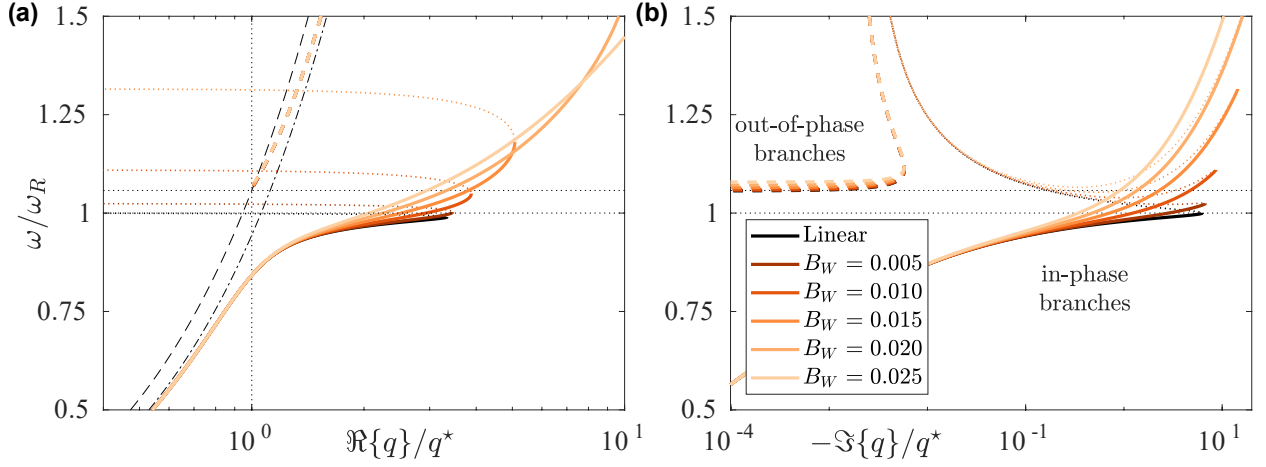 (a)
(b)
1.5
1.25
1
0.75
0.5
ω/ω_R
10^0
ℜ{q}/q^⋆
10^1
1.5
1.25
1
0.75
0.5
out-of-phase
branches
Linear
B_W = 0.005
B_W = 0.010
B_W = 0.015
B_W = 0.020
B_W = 0.025
in-phase
branches
10^-4
10^-3
−ℑ{q}/q^⋆
10^-1
10^1